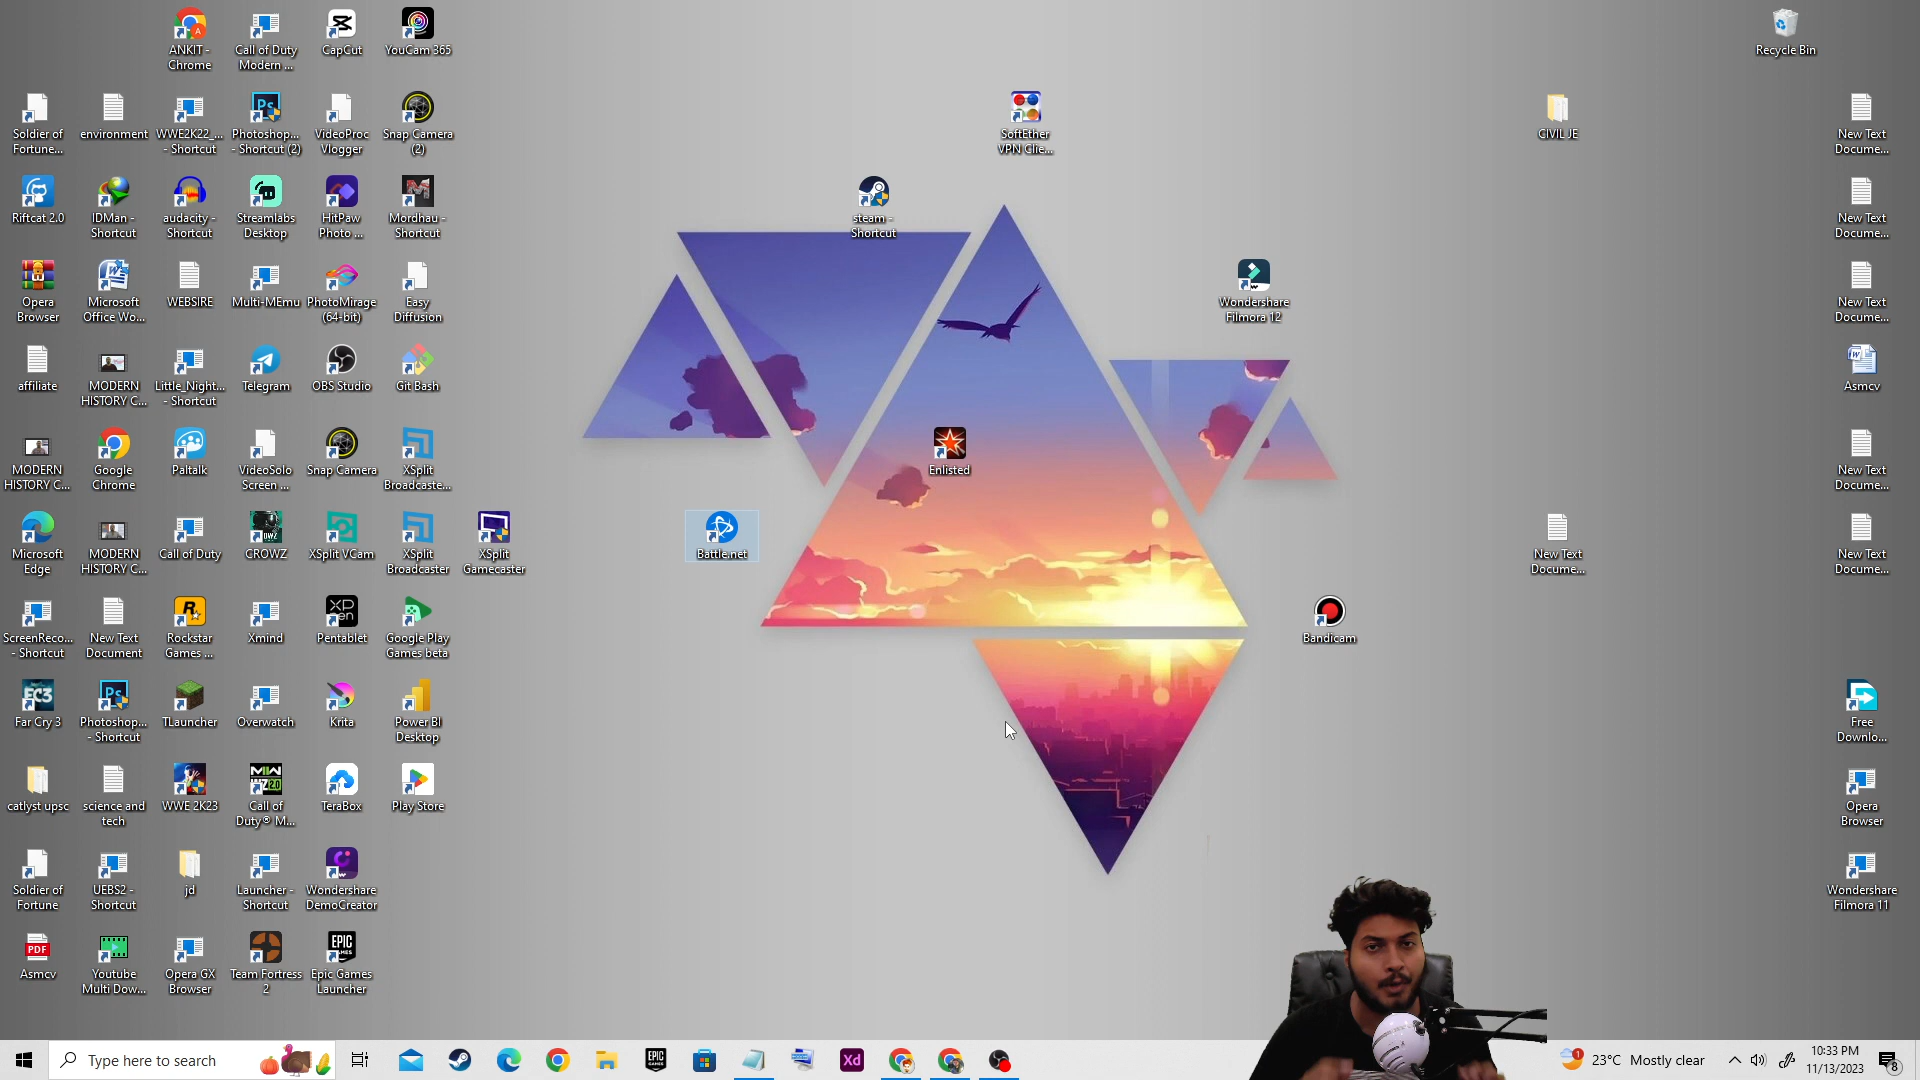 ANKIT -
Chrome
Call of Duty
Modern ...
CapCut
YouCam 365
Recycle Bin
Soldier of
Fortune...
environment
WWE2K22_...
- Shortcut
Photoshop...
- Shortcut (2)
VideoProc
Vlogger
Snap Camera
(2)
SoftEther
VPN Clie...
CIVIL JE
New Text
Docume...
Riftcat 2.0
IDMan -
Shortcut
audacity -
Shortcut
Streamlabs
Desktop
HitPaw
Photo ...
Mordhau -
Shortcut
steam -
Shortcut
New Text
Docume...
Opera
Browser
Microsoft
Office Wo...
WEBSIRE
Multi-MEmu
PhotoMirage
(64-bit)
Easy
Diffusion
Wondershare
Filmora 12
New Text
Docume...
affiliate
MODERN
HISTORY C...
Little_Night...
- Shortcut
Telegram
OBS Studio
Git Bash
Asmcv
MODERN
HISTORY C...
Google
Chrome
Paltalk
VideoSolo
Screen ...
Snap Camera
XSplit
Broadcaste...
Enlisted
New Text
Docume...
Microsoft
Edge
MODERN
HISTORY C...
Call of Duty
CROWZ
XSplit VCam
XSplit
Broadcaster
XSplit
Gamecaster
Battle.net
New Text
Docume...
New Text
Docume...
ScreenReco...
- Shortcut
New Text
Document
Rockstar
Games ...
Xmind
Pentablet
Google Play
Games beta
Bandicam
Far Cry 3
Photoshop...
- Shortcut
TLauncher
Overwatch
Krita
Power BI
Desktop
Free
Downlo...
catlyst upsc
science and
tech
WWE 2K23
Call of
Duty® M...
TeraBox
Play Store
Opera
Browser
Soldier of
Fortune
UEBS2 -
Shortcut
jd
Launcher -
Shortcut
Wondershare
DemoCreator
Wondershare
Filmora 11
Asmcv
Youtube
Multi Dow...
Opera GX
Browser
Team Fortress
2
Epic Games
Launcher
Type here to search
23°C Mostly clear
10:33 PM
11/13/2023
8